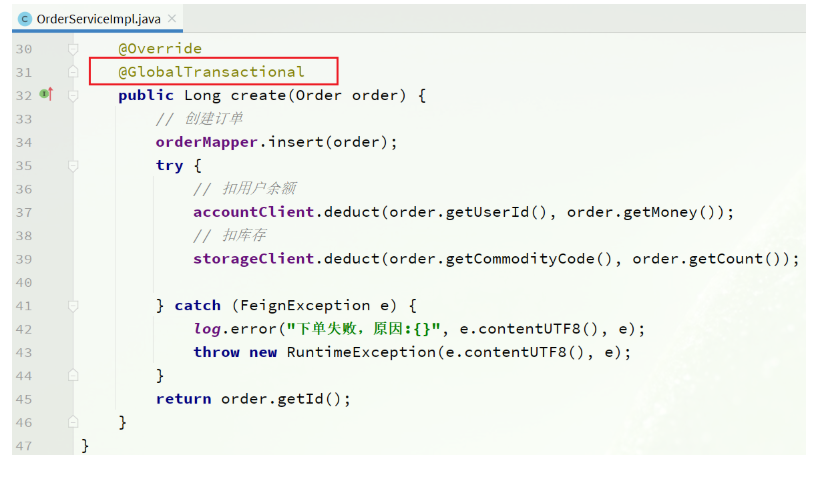 OrderServiceImpl.java
30 @Override
31 @GlobalTransactional
32 public Long create(Order order) {
33 // 创建订单
34 orderMapper.insert(order);
35 try {
36 // 扣用户余额
37 accountClient.deduct(order.getUserId(), order.getMoney());
38 // 扣库存
39 storageClient.deduct(order.getCommodityCode(), order.getCount());
40
41 } catch (FeignException e) {
42 log.error("下单失败，原因:{}", e.contentUTF8(), e);
43 throw new RuntimeException(e.contentUTF8(), e);
44 }
45 return order.getId();
46 }
47 }